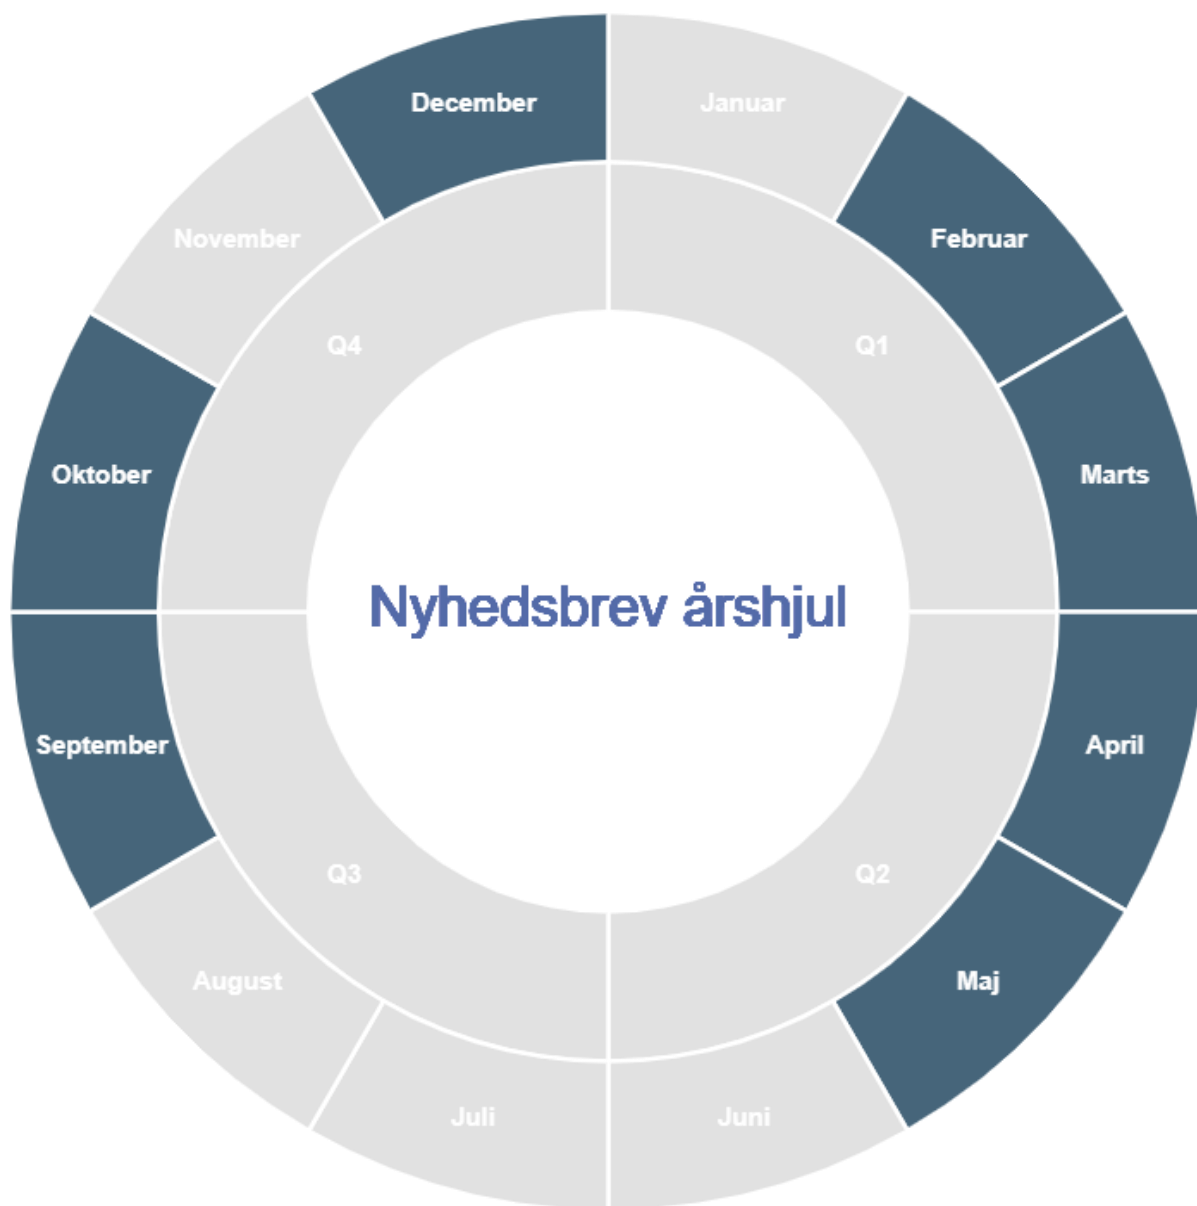 December
Januar
November
Februar
Q4
Q1
Oktober
Marts
Nyhedsbrev årshjul
September
April
Q3
Q2
August
Maj
Juli
Juni